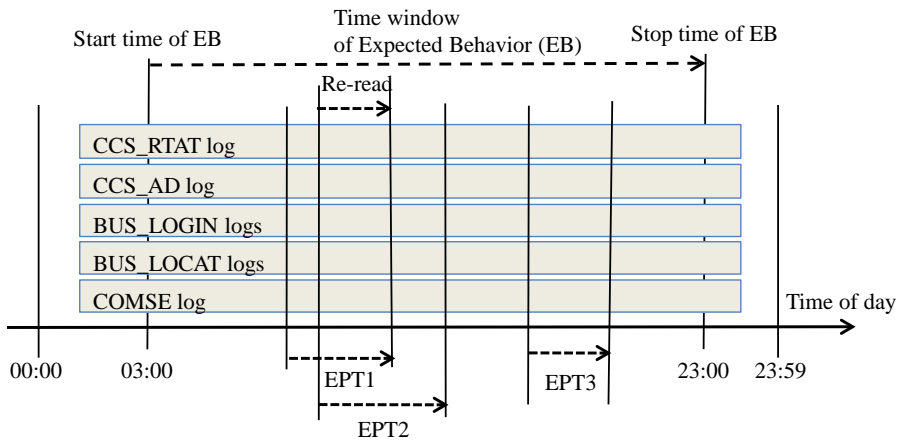 Start time of EB
Time window
of Expected Behavior (EB)
Stop time of EB
Re-read
CCS_RTAT log
CCS_AD log
BUS_LOGIN logs
BUS_LOCAT logs
COMSE log
Time of day
00:00
03:00
EPT1
EPT2
EPT3
23:00
23:59